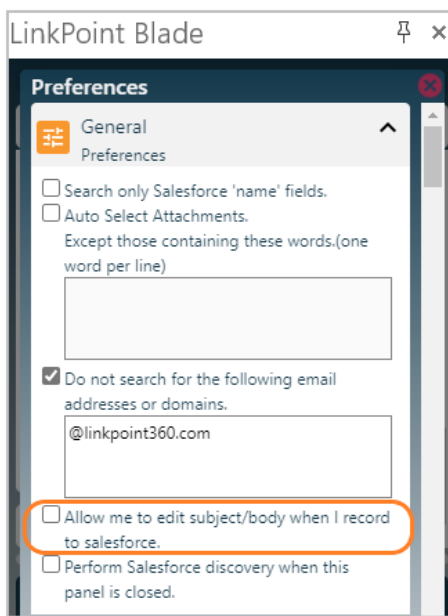 LinkPoint Blade
Preferences
General
Preferences
Search only Salesforce 'name' fields.
Auto Select Attachments.
Except those containing these words.(one
word per line)
Do not search for the following email
addresses or domains.
@linkpoint360.com
Allow me to edit subject/body when I record
to salesforce.
Perform Salesforce discovery when this
panel is closed.